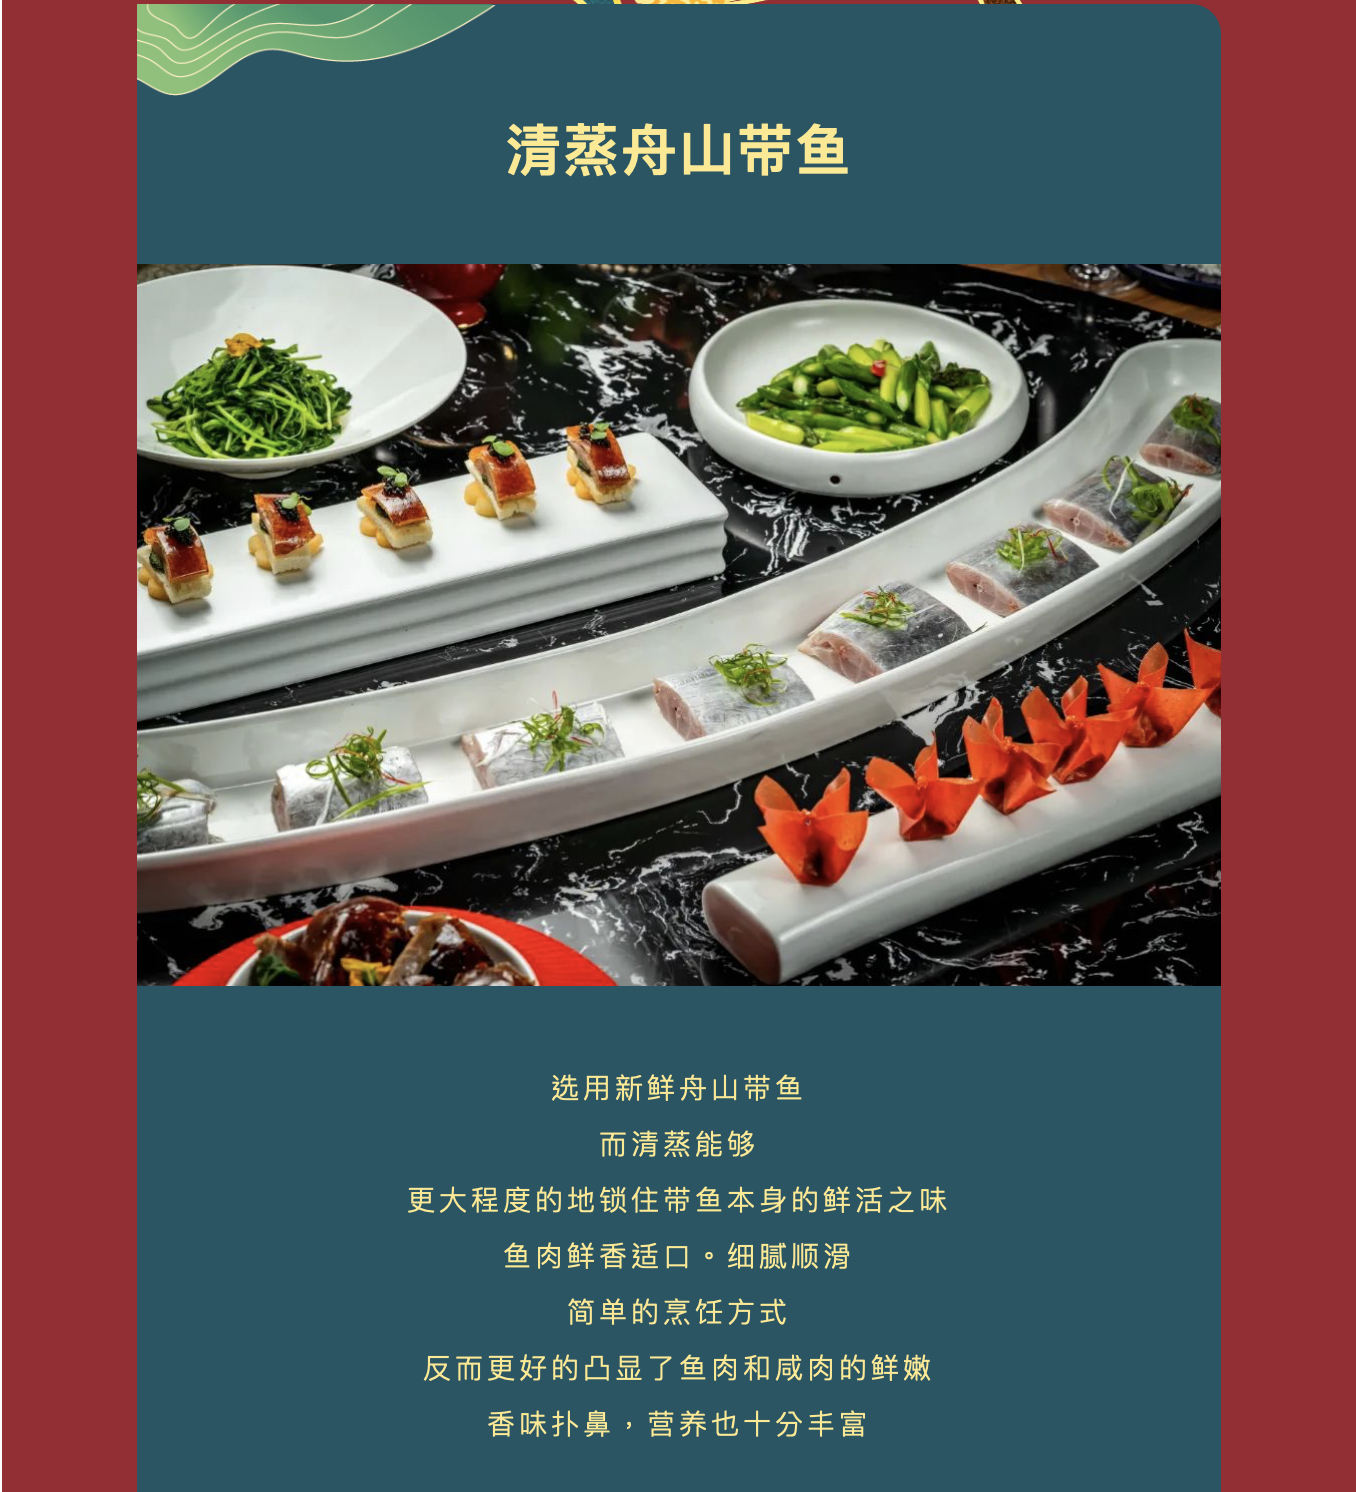 清蒸舟山带鱼
选用新鲜舟山带鱼
而清蒸能够
更大程度的地锁住带鱼本身的鲜活之味
鱼肉鲜香适口。细腻顺滑
简单的烹饪方式
反而更好的凸显了鱼肉和咸肉的鲜嫩
香味扑鼻，营养也十分丰富